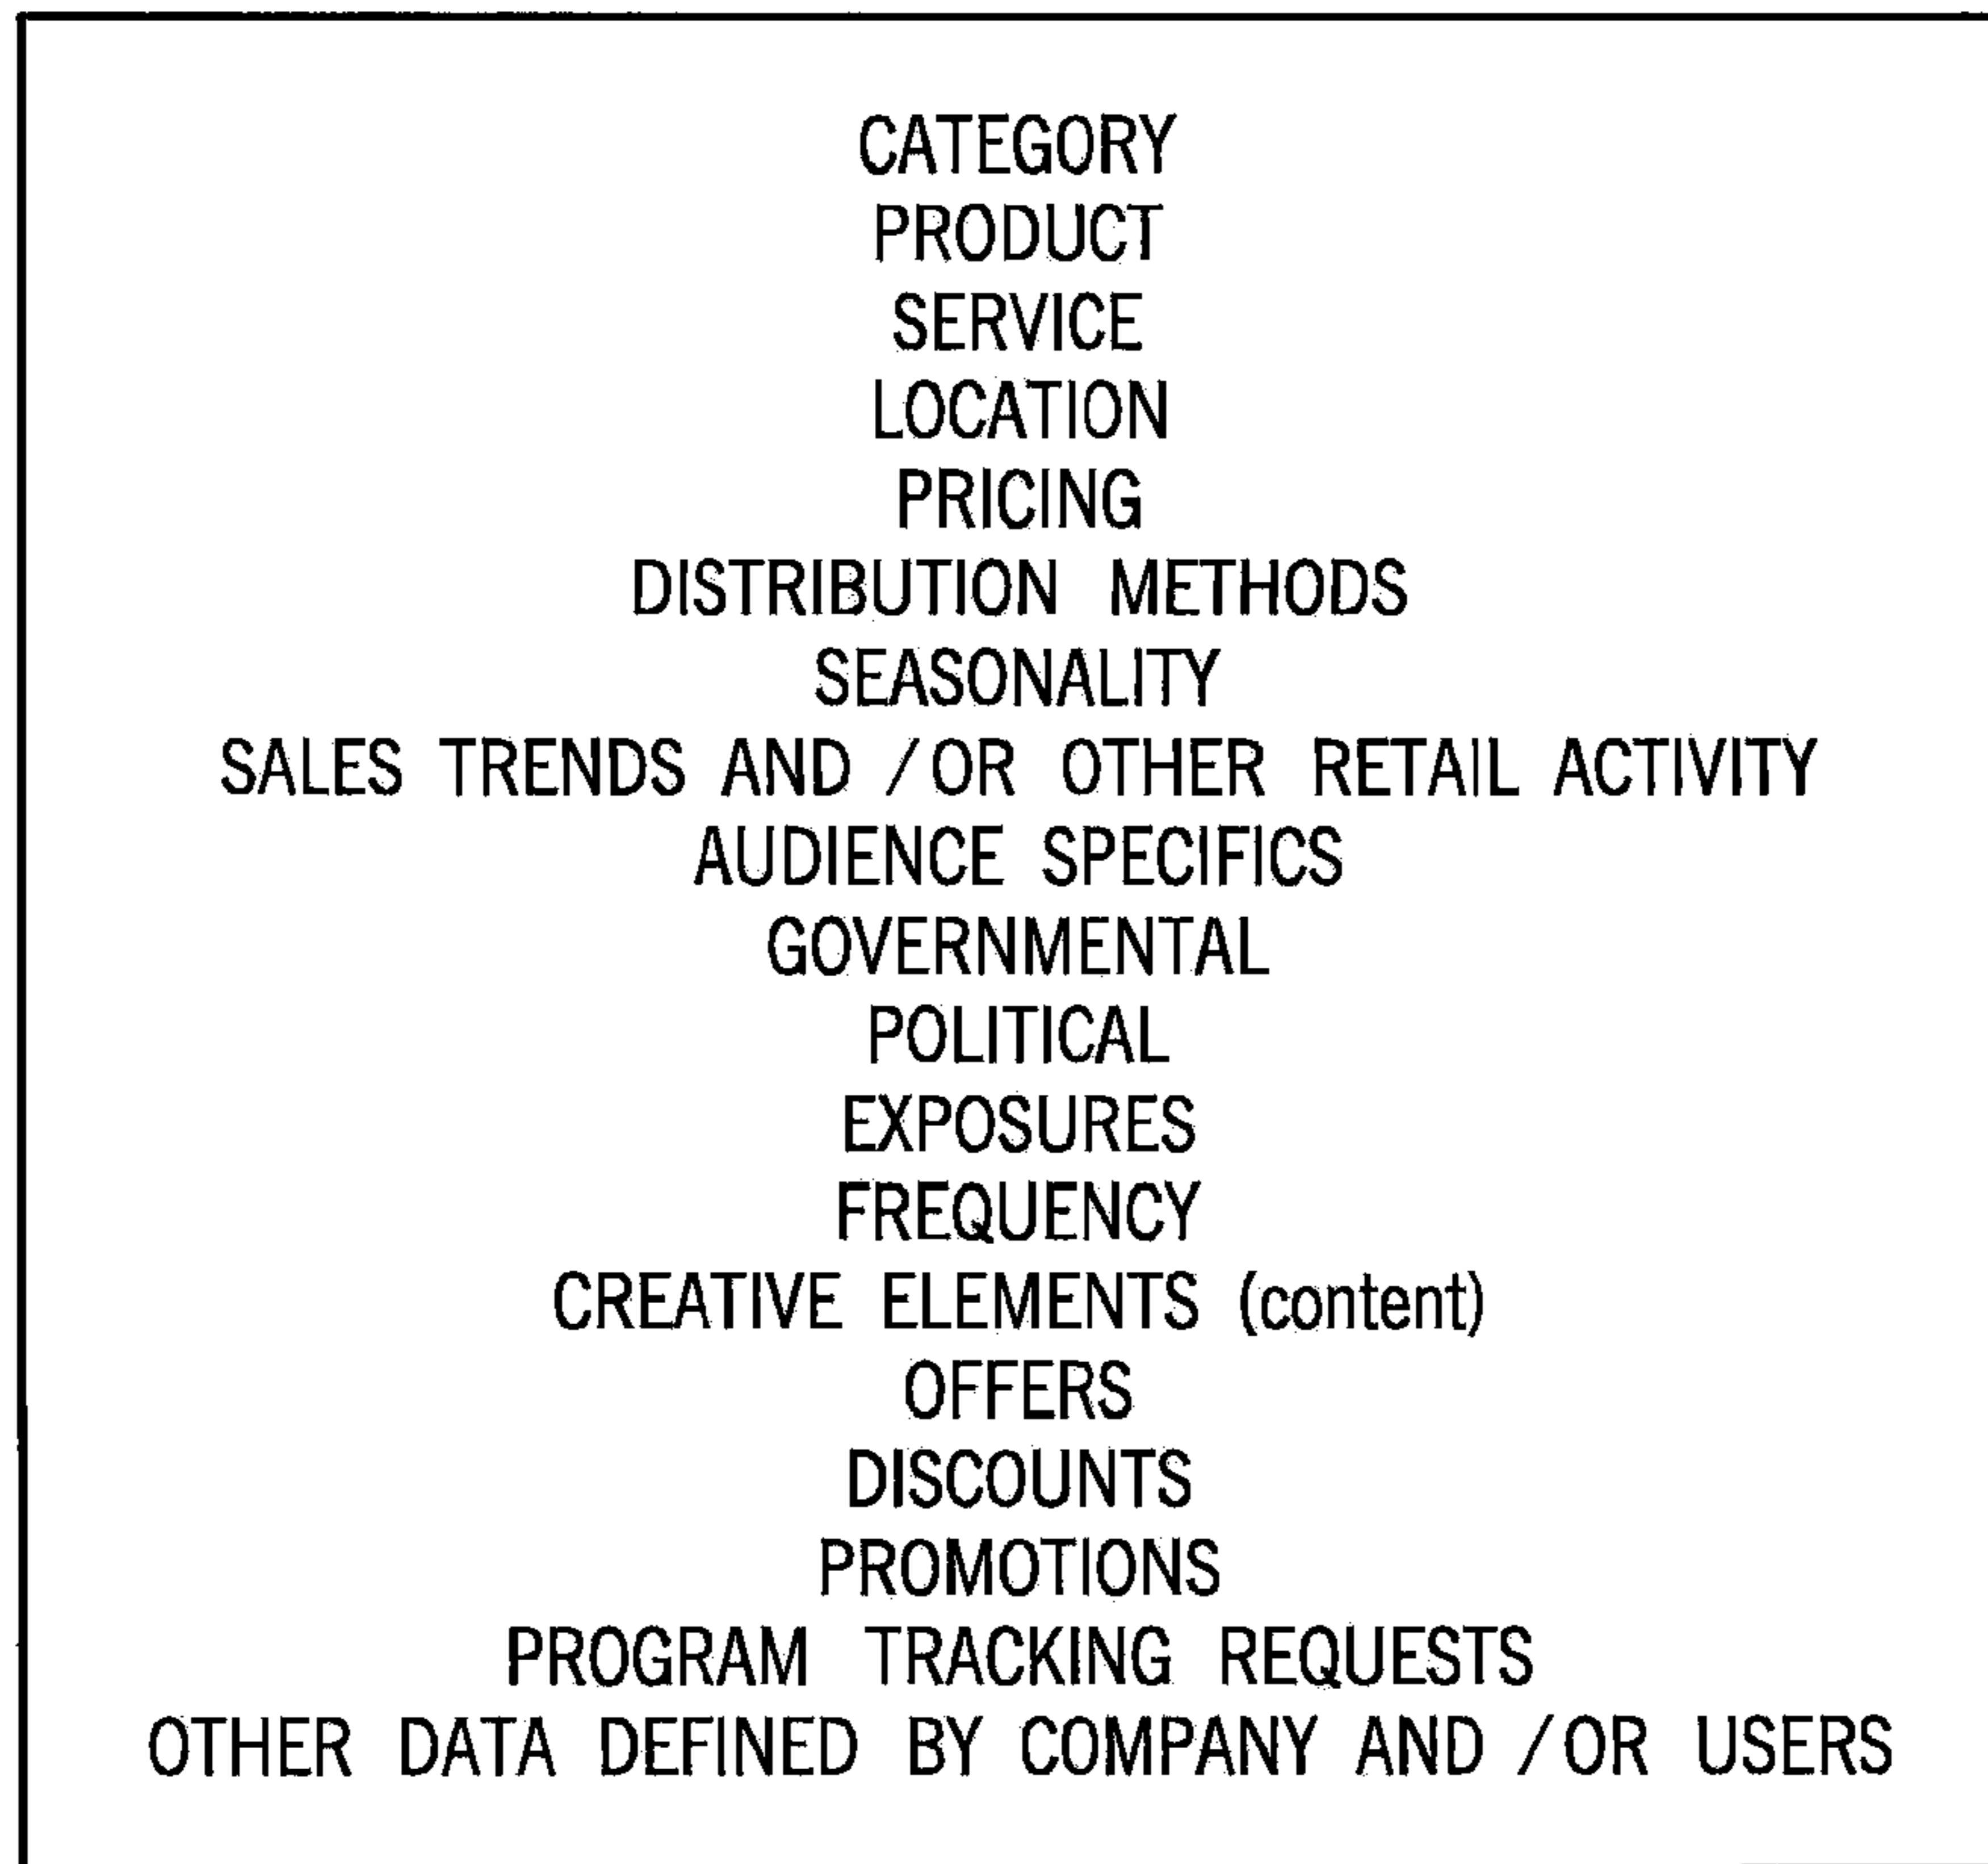 CATEGORY
PRODUCT
SERVICE
LOCATION
PRICING
DISTRIBUTION METHODS
SEASONALITY
SALES TRENDS AND /OR OTHER RETAIL ACTIVITY
AUDIENCE SPECIFICS
GOVERNMENTAL
POLITICAL
EXPOSURES
FREQUENCY
CREATIVE ELEMENTS (content)
OFFERS
DISCOUNTS
PROMOTIONS
PROGRAM TRACKING REQUESTS
OTHER DATA DEFINED BY COMPANY AND /OR USERS